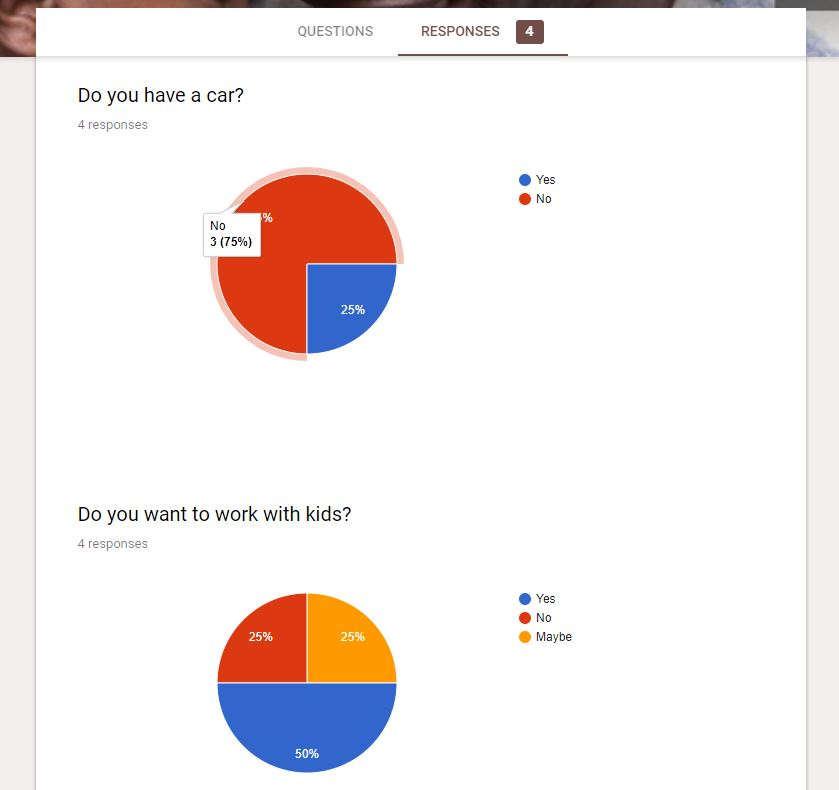 QUESTIONS RESPONSES 4
Do you have a car?
4 responses
Yes
No
%
No
3 (75%)
25%
Do you want to work with kids?
4 responses
Yes
No
Maybe
25% 25%
50%